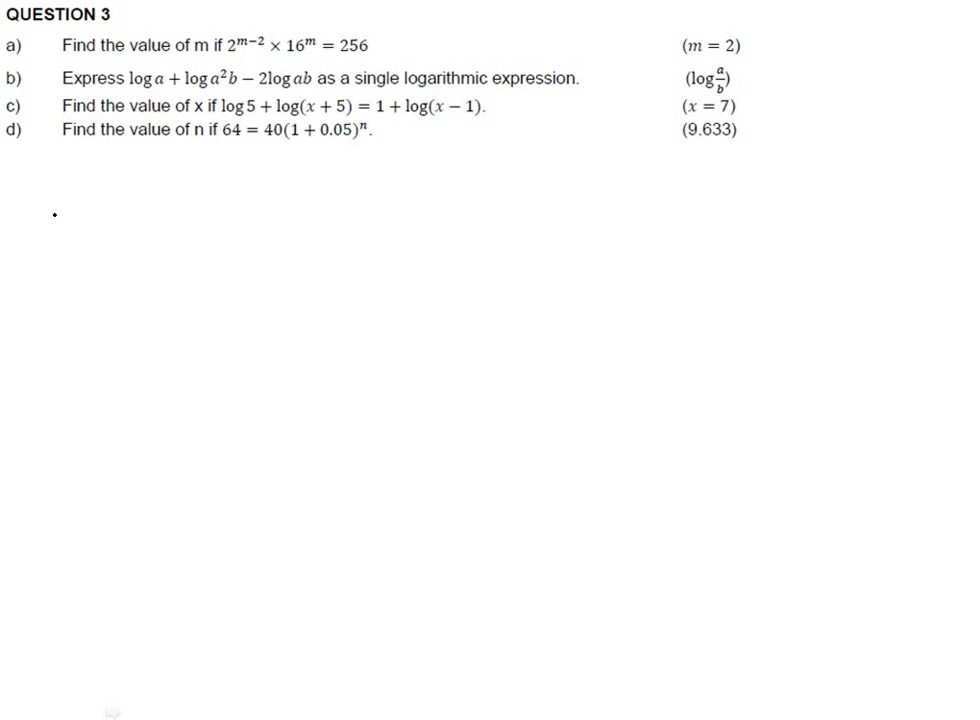 QUESTION 3
a) Find the value of m if 2ᵐ⁻² × 16ᵐ = 256 (m = 2)
b) Express log a + log a²b − 2log ab as a single logarithmic expression. (log a/b)
c) Find the value of x if log 5 + log(x + 5) = 1 + log(x − 1). (x = 7)
d) Find the value of n if 64 = 40(1 + 0.05)ⁿ. (9.633)